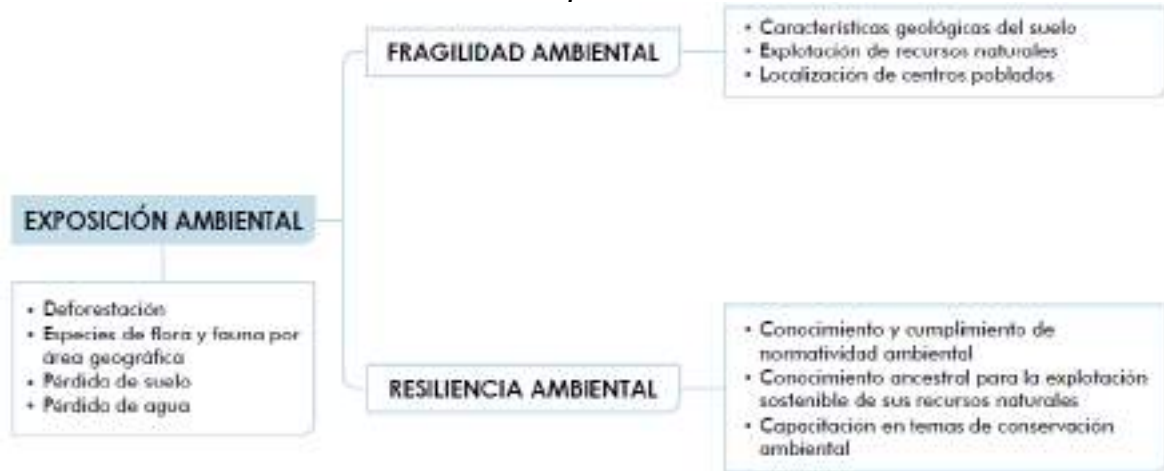 FRAGILIDAD AMBIENTAL
• Características geológicas del suelo
• Explotación de recursos naturales
• Localización de centros poblados
EXPOSICIÓN AMBIENTAL
• Deforestación
• Especies de flora y fauna por
área geográfica
• Pérdido de suelo
• Pérdido de agua
RESILIENCIA AMBIENTAL
• Conocimiento y cumplimiento de
normatividad ambiental
• Conocimiento ancestral para la explotación
sostenible de sus recursos naturales
• Capacitación en temas de conservación
ambiental